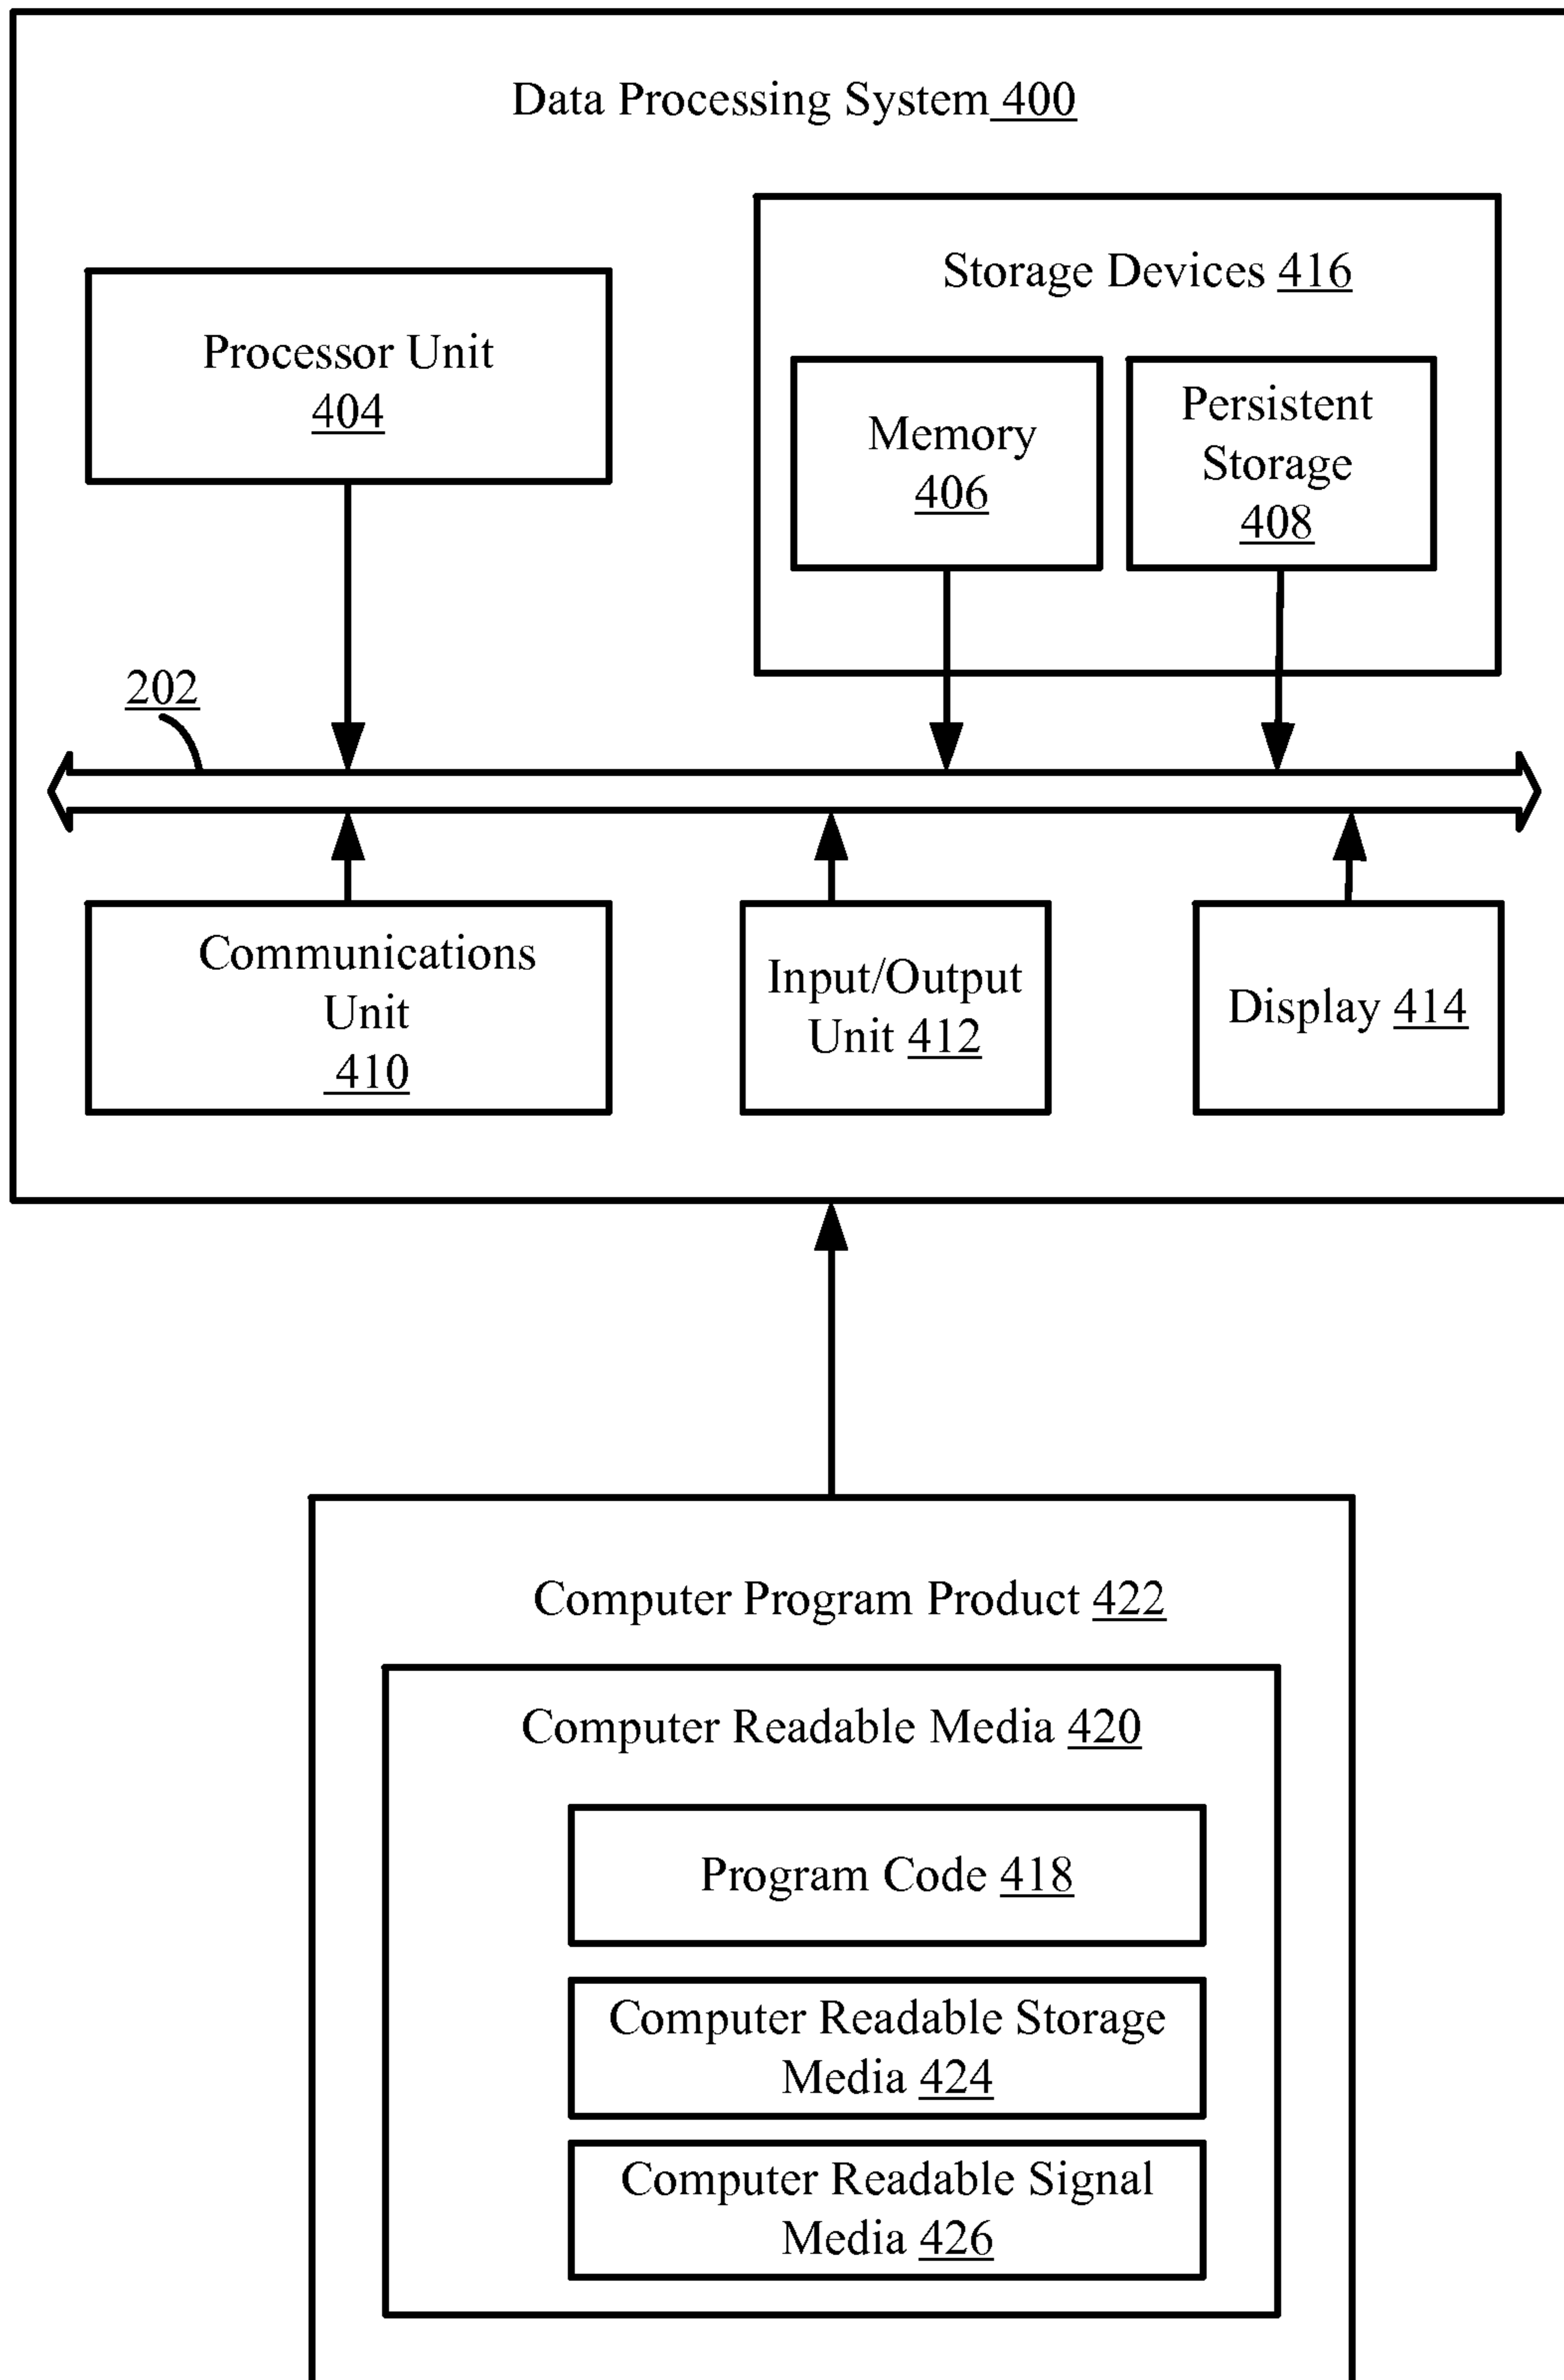 Data Processing System 400
Storage Devices 416
Processor Unit
404
Memory
406
Persistent
Storage
408
202
Communications
Unit
410
Input/Output
Unit 412
Display 414
Computer Program Product 422
Computer Readable Media 420
Program Code 418
Computer Readable Storage
Media 424
Computer Readable Signal
Media 426